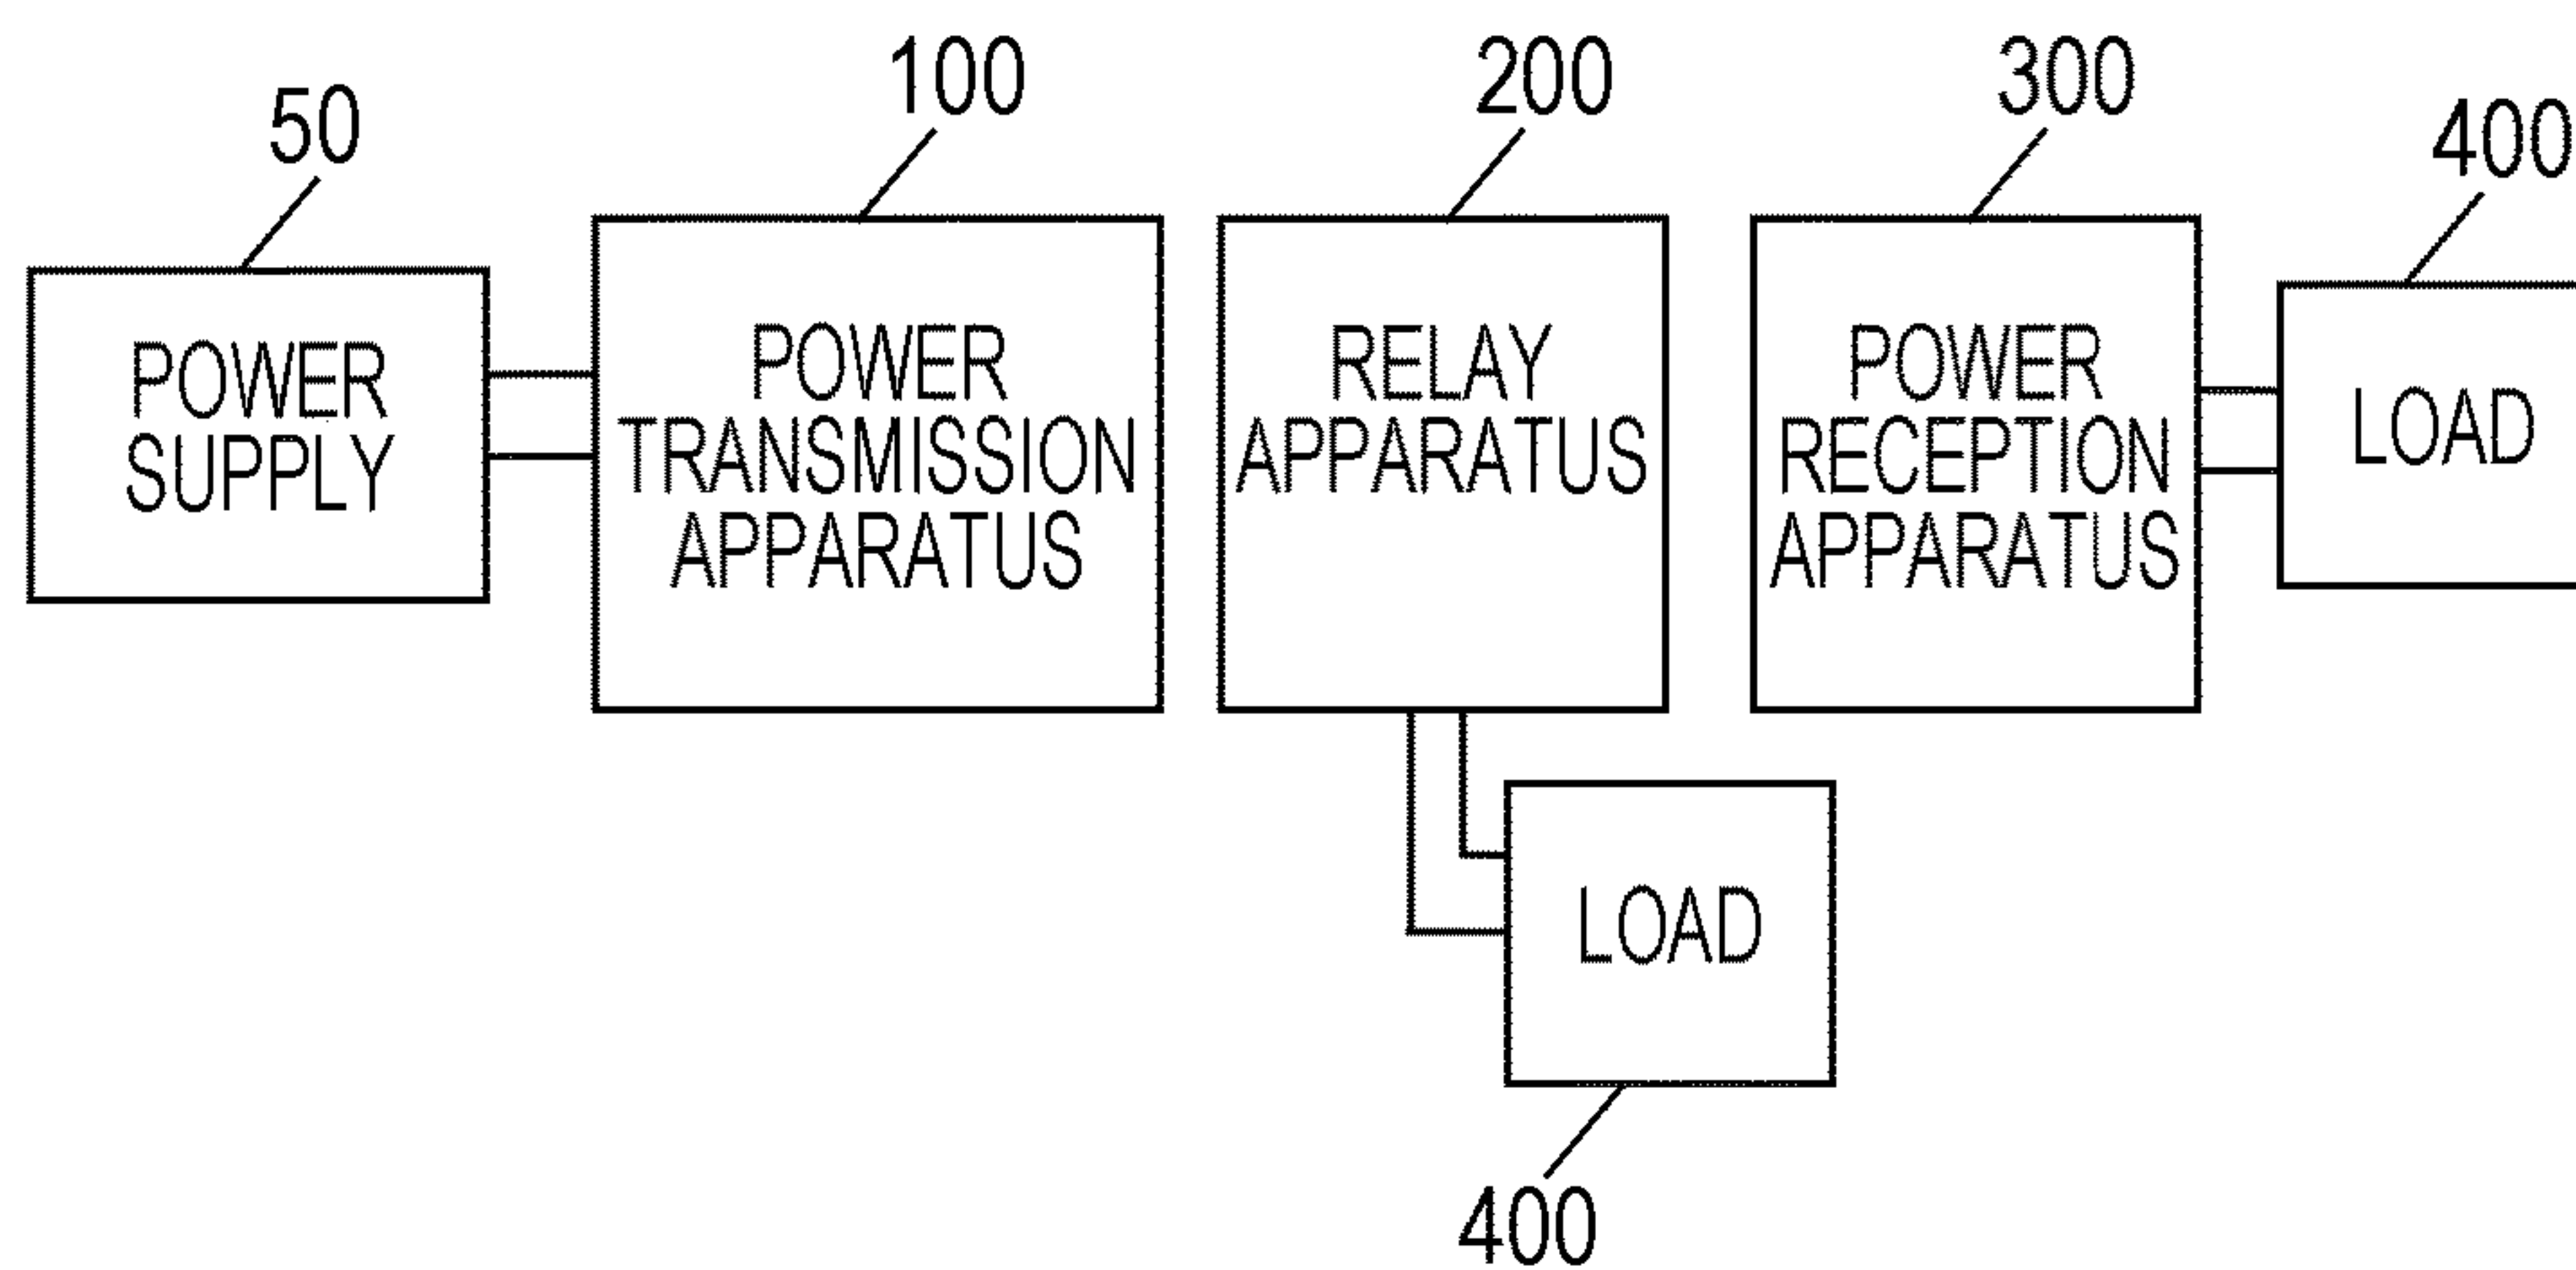 50
100
200
300
400
POWER
SUPPLY
POWER
TRANSMISSION
APPARATUS
RELAY
APPARATUS
POWER
RECEPTION
APPARATUS
LOAD
LOAD
400